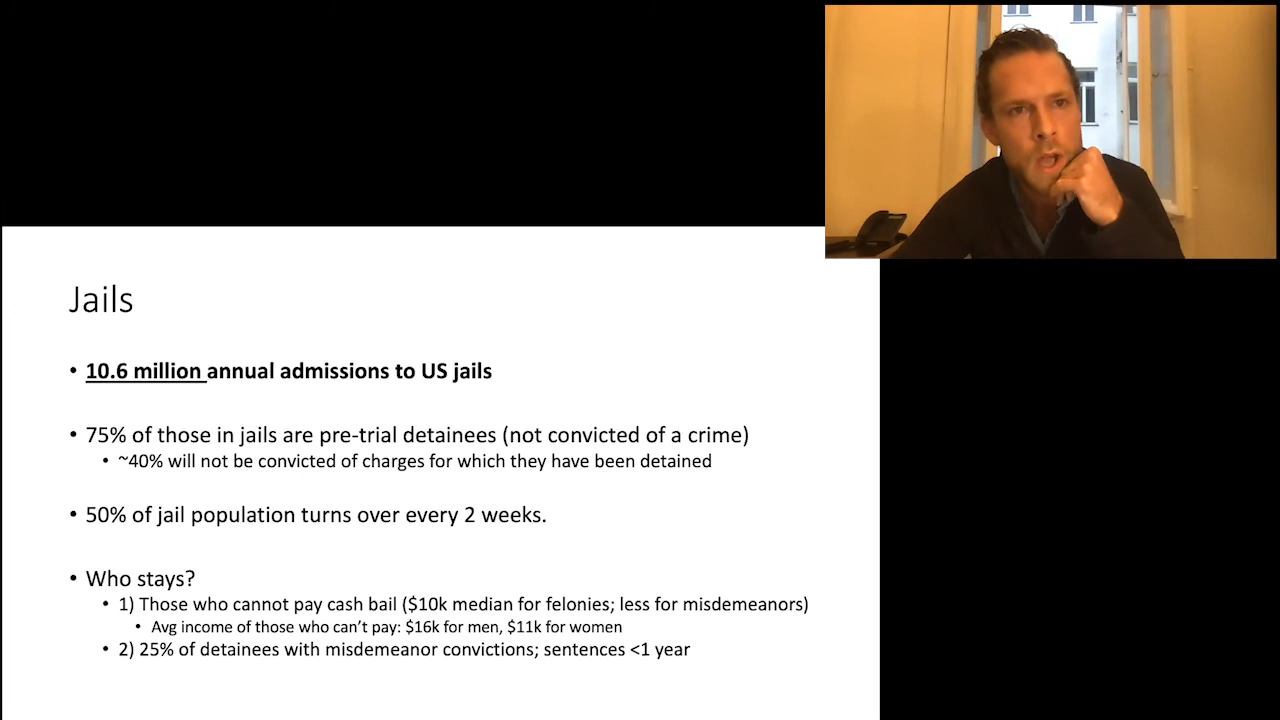 Jails
• 10.6 million annual admissions to US jails
• 75% of those in jails are pre-trial detainees (not convicted of a crime)
• ~40% will not be convicted of charges for which they have been detained
• 50% of jail population turns over every 2 weeks.
• Who stays?
• 1) Those who cannot pay cash bail ($10k median for felonies; less for misdemeanors)
• Avg income of those who can’t pay: $16k for men, $11k for women
• 2) 25% of detainees with misdemeanor convictions; sentences <1 year